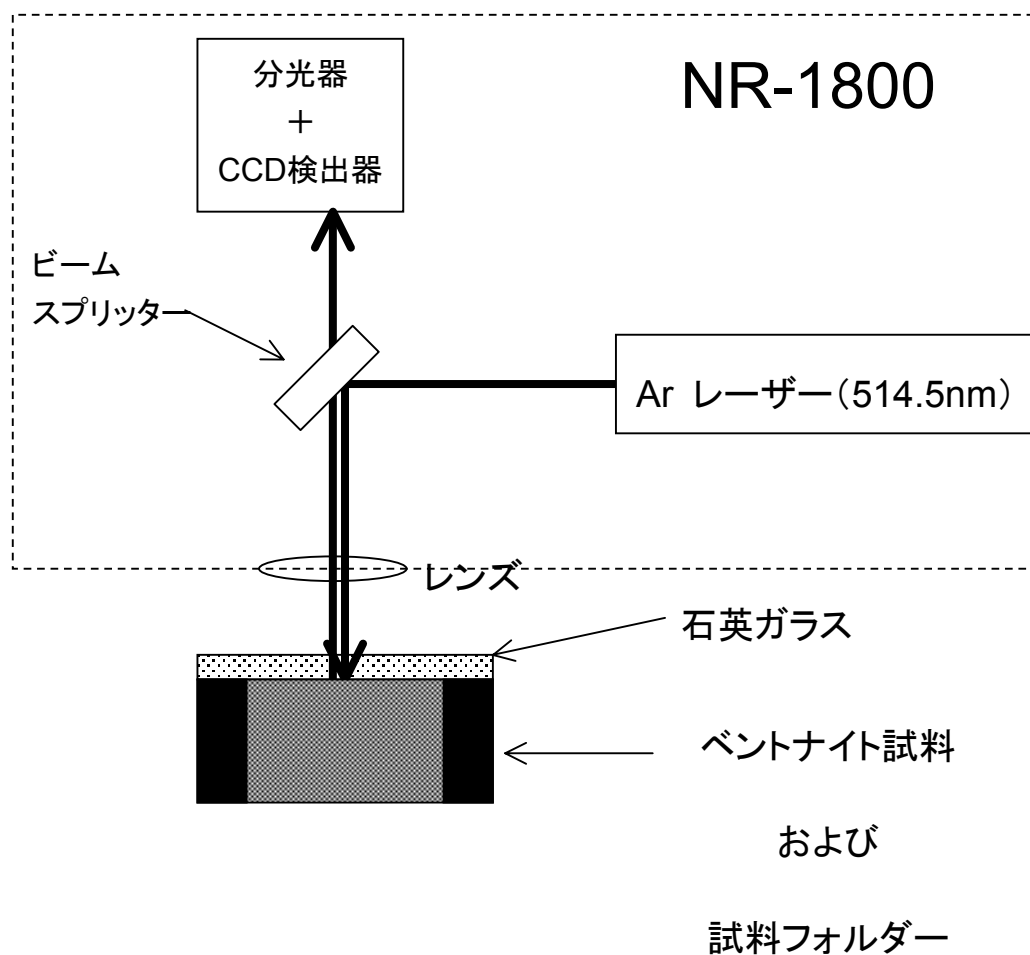 分光器
+
CCD検出器
NR-1800
ビーム
スプリッター
Ar レーザー(514.5nm)
レンズ
石英ガラス
ベントナイト試料
および
試料フォルダー